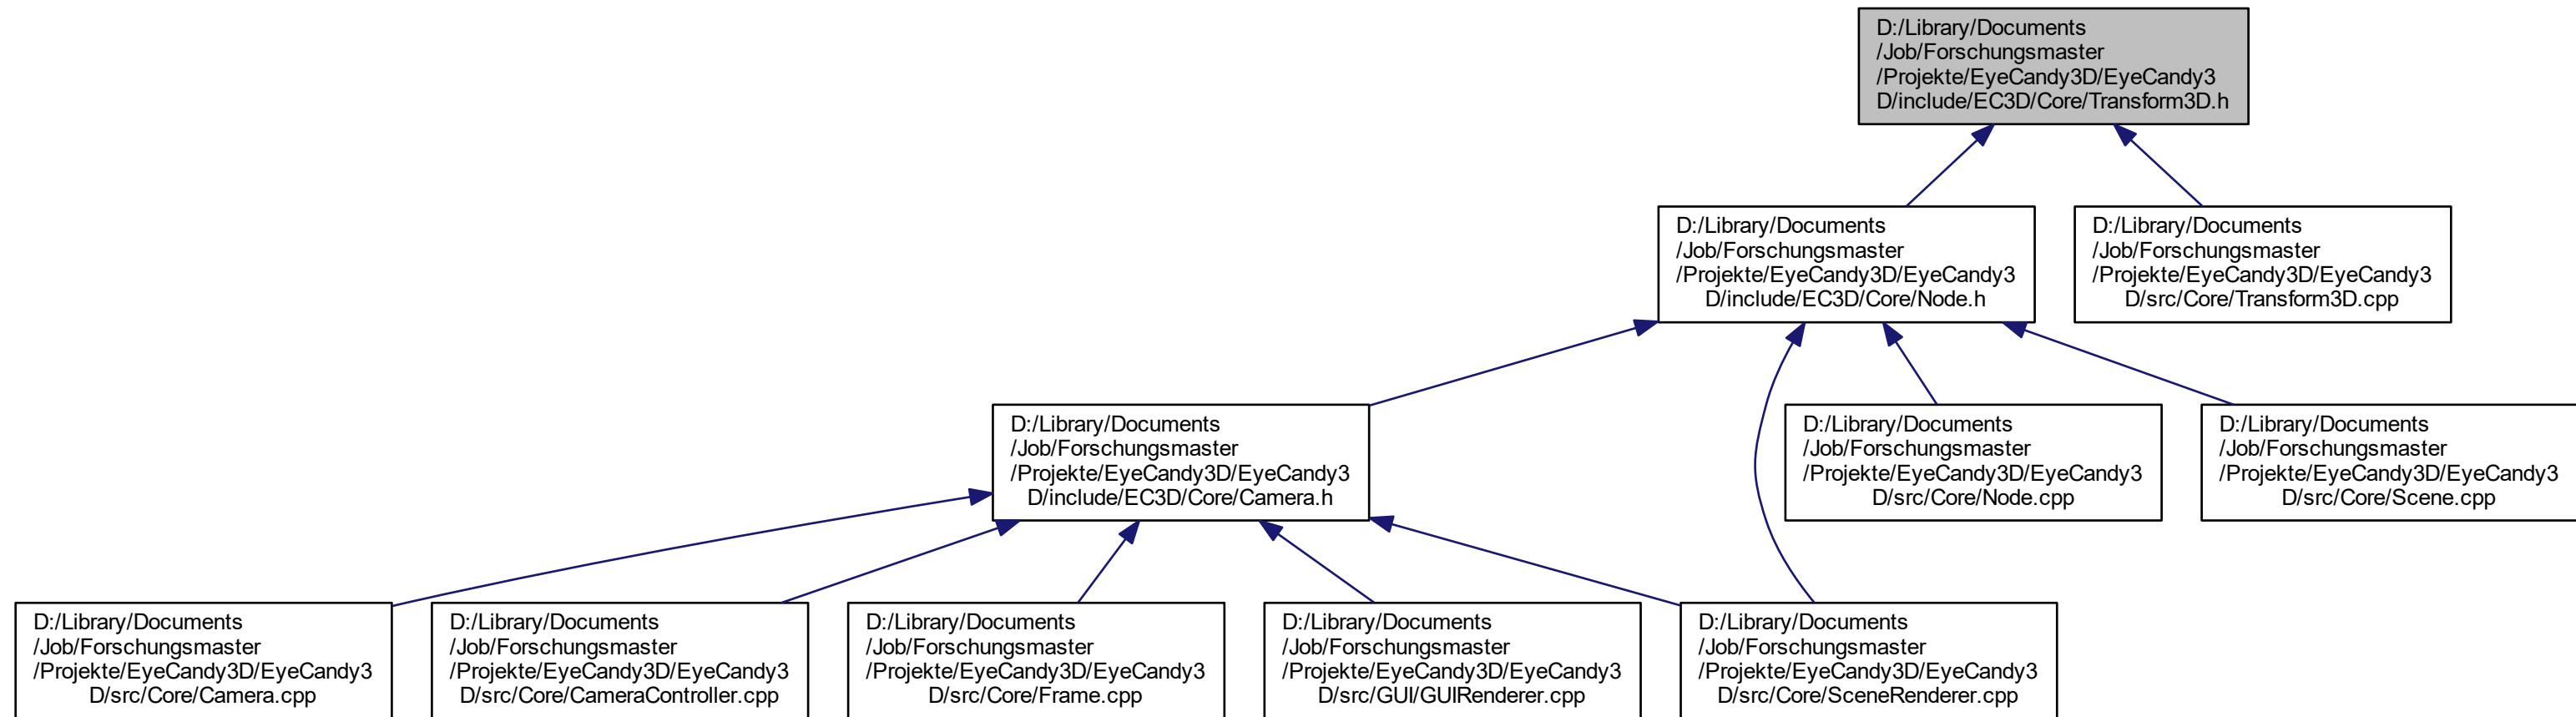 D:/Library/Documents
/Job/Forschungsmaster
/Projekte/EyeCandy3D/EyeCandy3
D/include/EC3D/Core/Transform3D.h
D:/Library/Documents
/Job/Forschungsmaster
/Projekte/EyeCandy3D/EyeCandy3
D/include/EC3D/Core/Node.h
D:/Library/Documents
/Job/Forschungsmaster
/Projekte/EyeCandy3D/EyeCandy3
D/src/Core/Transform3D.cpp
D:/Library/Documents
/Job/Forschungsmaster
/Projekte/EyeCandy3D/EyeCandy3
D/include/EC3D/Core/Camera.h
D:/Library/Documents
/Job/Forschungsmaster
/Projekte/EyeCandy3D/EyeCandy3
D/src/Core/Node.cpp
D:/Library/Documents
/Job/Forschungsmaster
/Projekte/EyeCandy3D/EyeCandy3
D/src/Core/Scene.cpp
D:/Library/Documents
/Job/Forschungsmaster
/Projekte/EyeCandy3D/EyeCandy3
D/src/Core/Camera.cpp
D:/Library/Documents
/Job/Forschungsmaster
/Projekte/EyeCandy3D/EyeCandy3
D/src/Core/CameraController.cpp
D:/Library/Documents
/Job/Forschungsmaster
/Projekte/EyeCandy3D/EyeCandy3
D/src/Core/Frame.cpp
D:/Library/Documents
/Job/Forschungsmaster
/Projekte/EyeCandy3D/EyeCandy3
D/src/GUI/GUIRenderer.cpp
D:/Library/Documents
/Job/Forschungsmaster
/Projekte/EyeCandy3D/EyeCandy3
D/src/Core/SceneRenderer.cpp